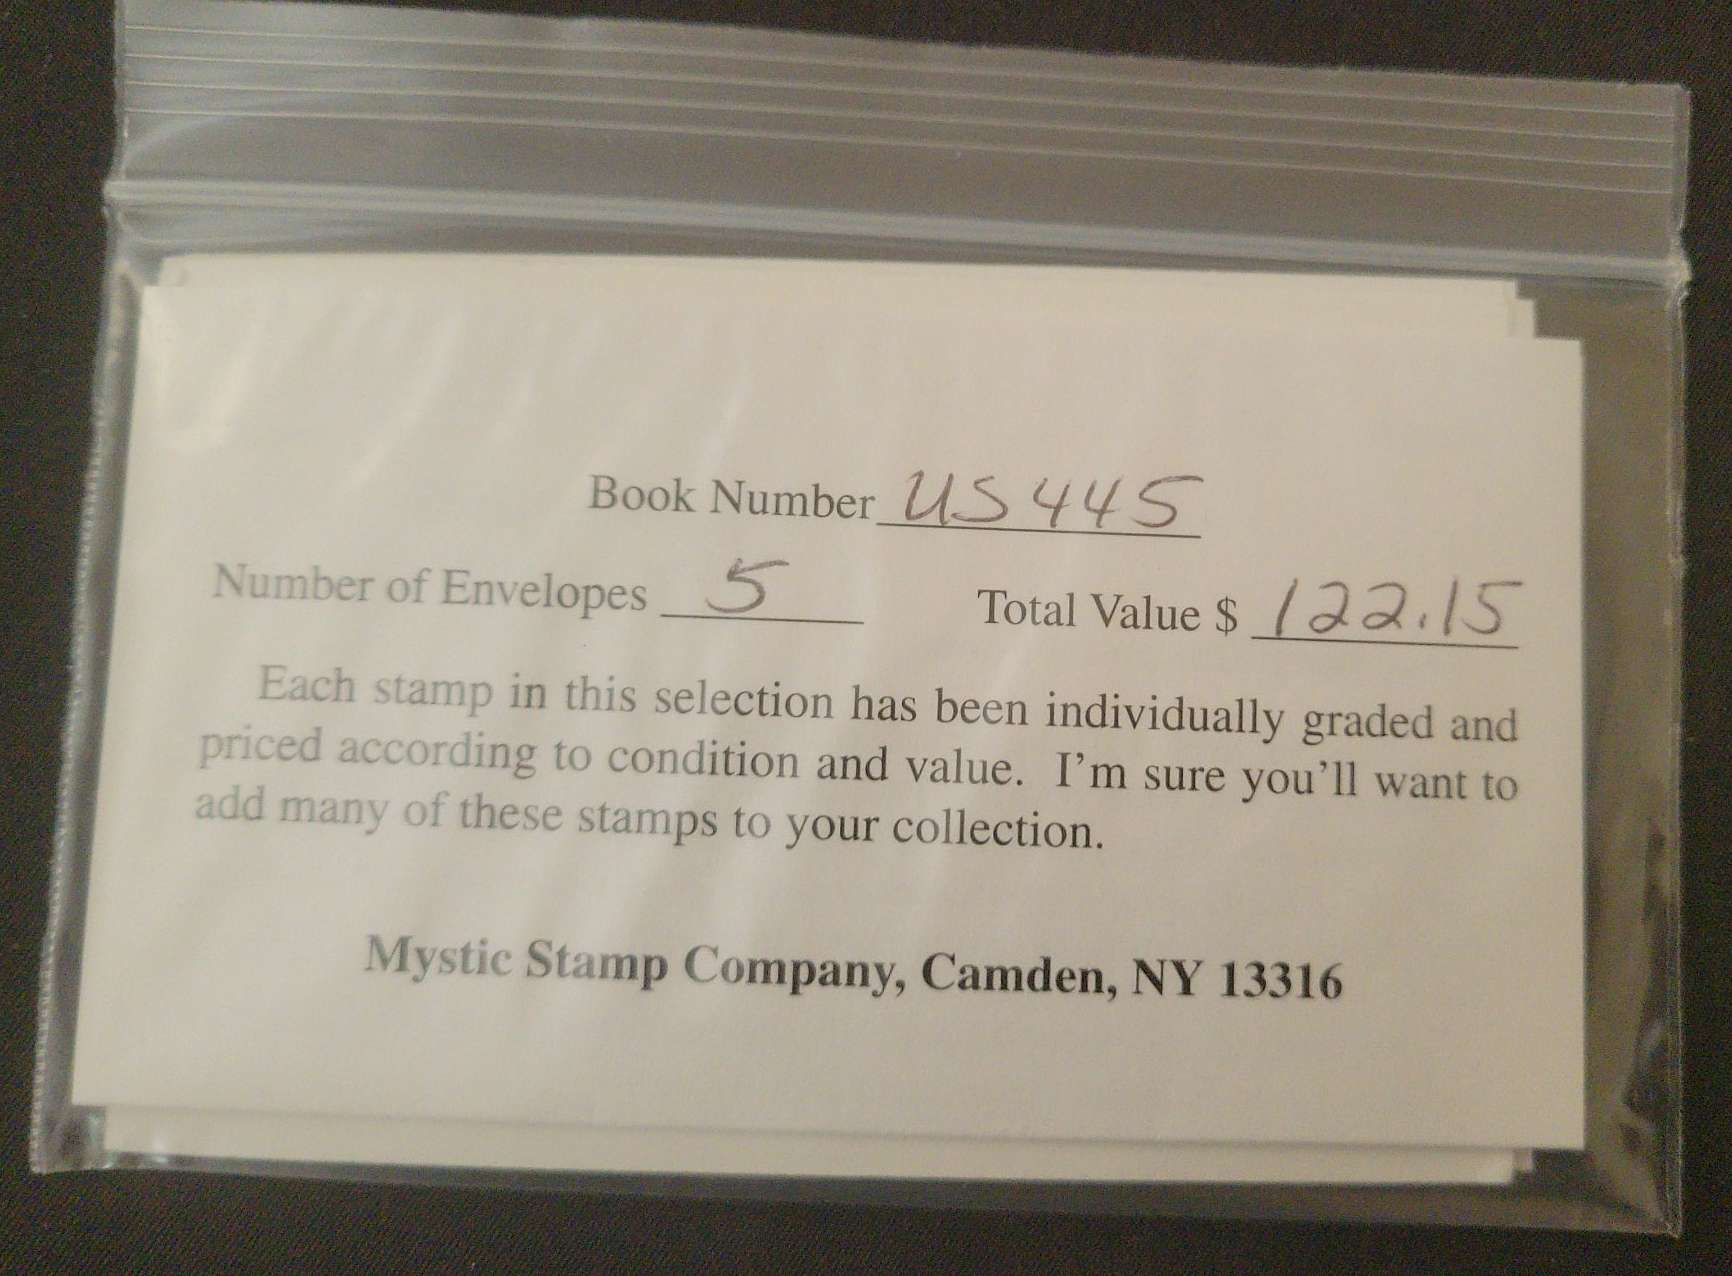 Book Number US445
Number of Envelopes 5 Total Value $ 122.15
Each stamp in this selection has been individually graded and
priced according to condition and value. I'm sure you'll want to
add many of these stamps to your collection.
Mystic Stamp Company, Camden, NY 13316